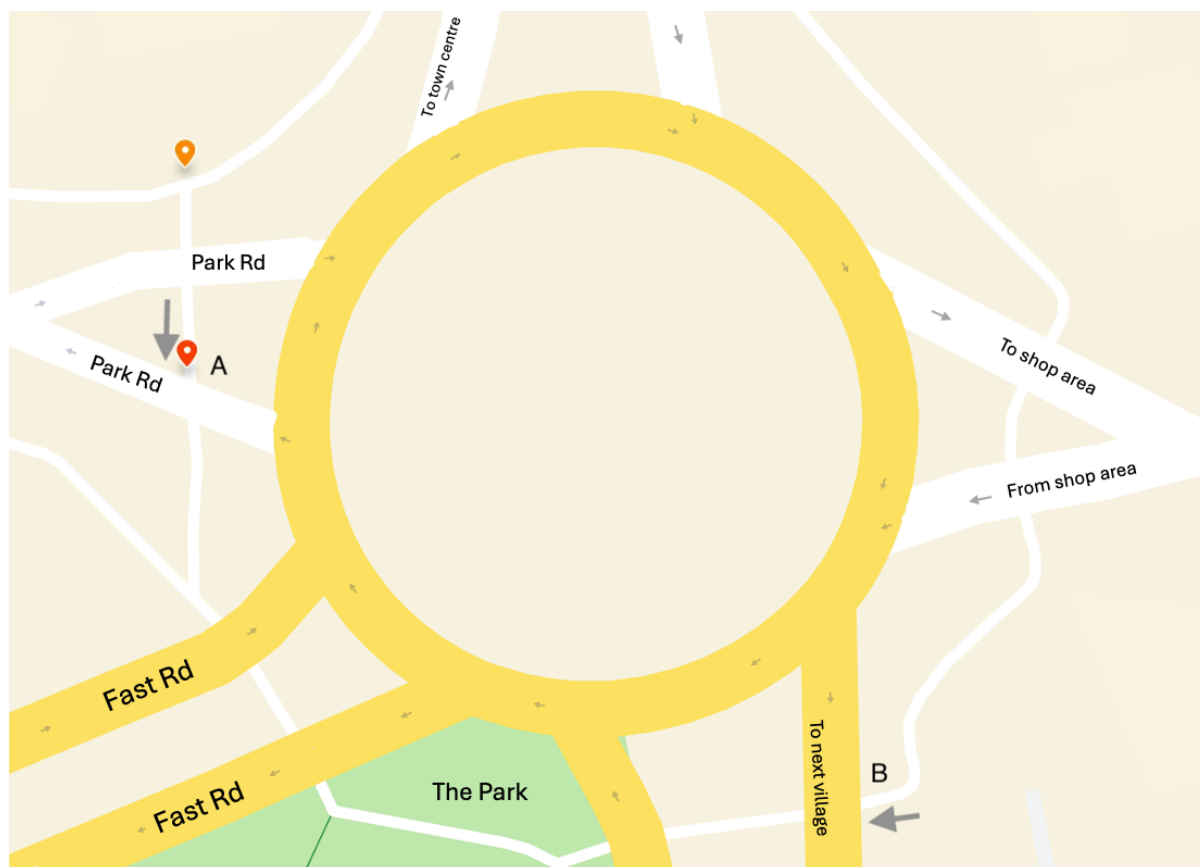 To town centre
Park Rd
Park Rd
A
To shop area
From shop area
Fast Rd
Fast Rd
The Park
To next village
B